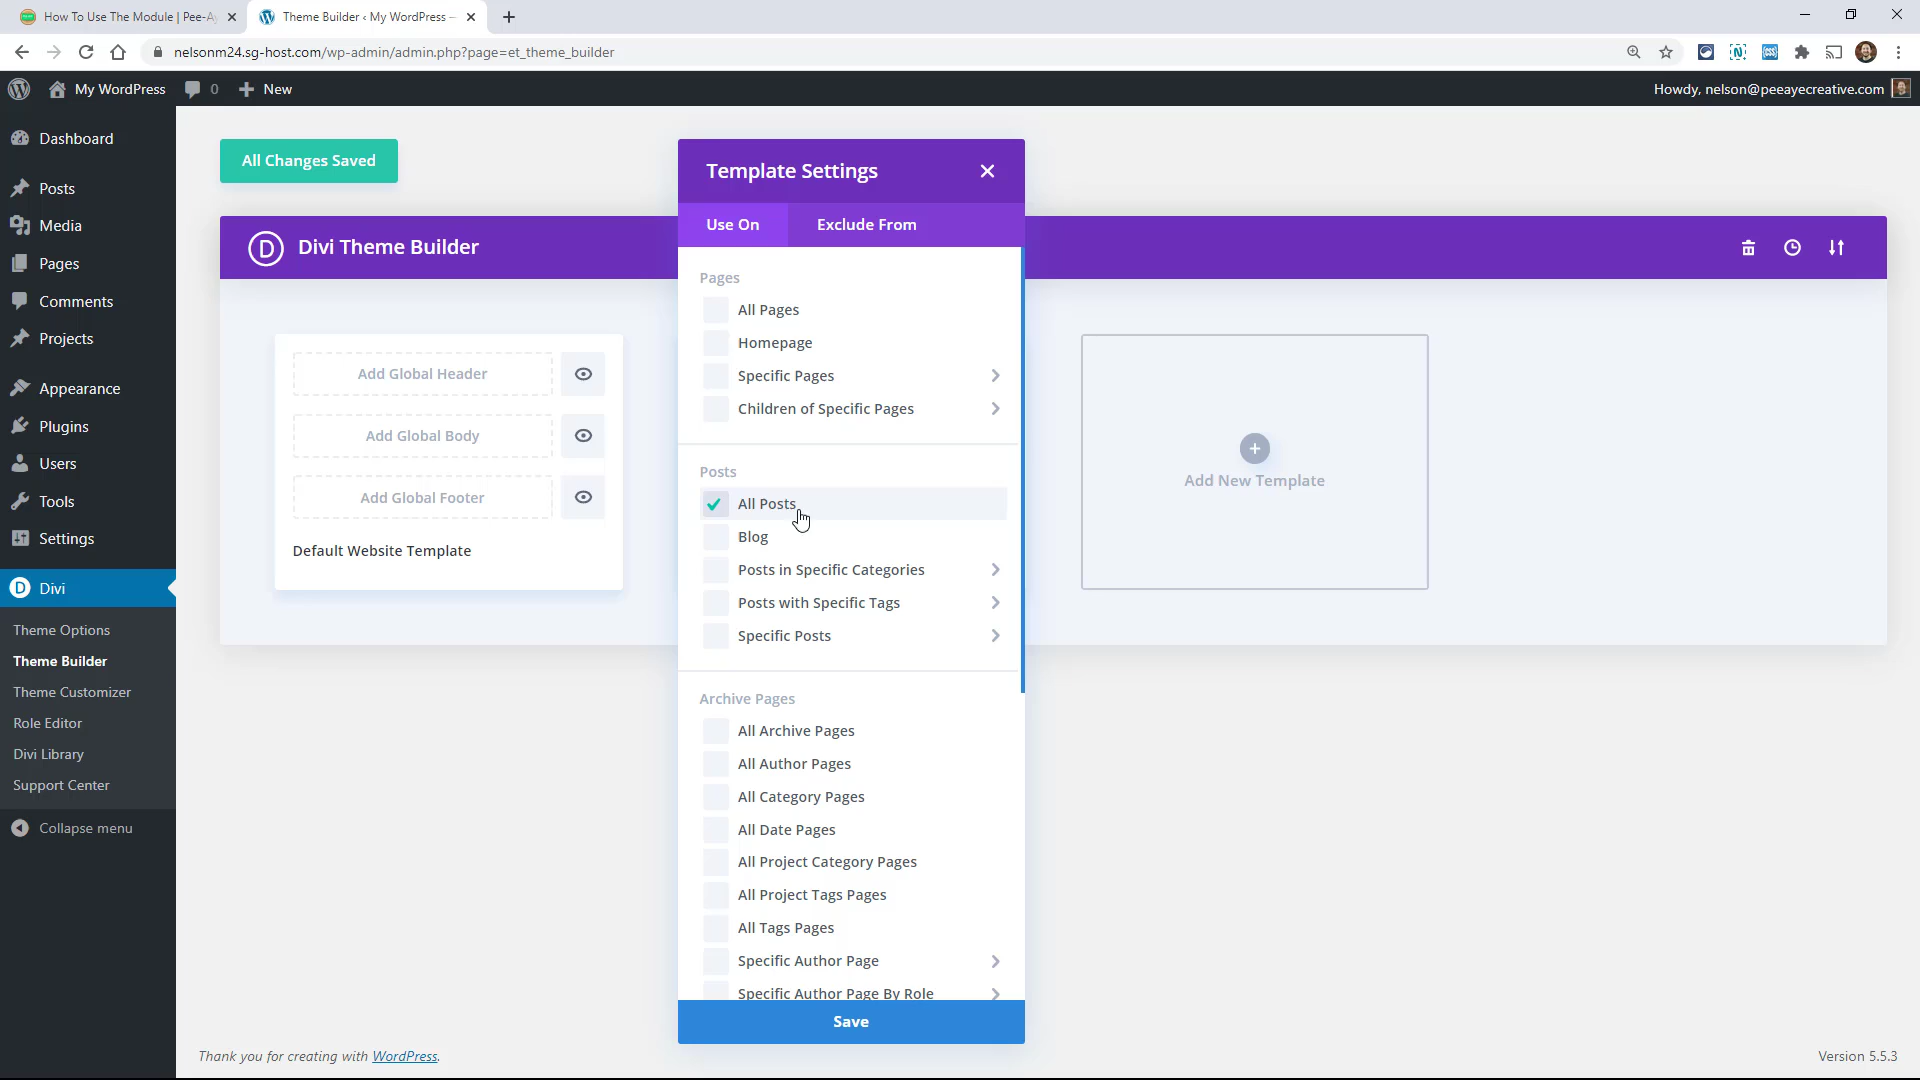 How To Use The Module | Pee-Ay
Theme Builder ‹ My WordPress —
nelsonm24.sg-host.com/wp-admin/admin.php?page=et_theme_builder
My WordPress
0
New
Howdy, nelson@peeayecreative.com
Dashboard
Posts
Media
Pages
Comments
Projects
Appearance
Plugins
Users
Tools
Settings
Divi
Theme Options
Theme Builder
Theme Customizer
Role Editor
Divi Library
Support Center
Collapse menu
All Changes Saved
Divi Theme Builder
Add Global Header
Add Global Body
Add Global Footer
Default Website Template
Template Settings
Use On
Exclude From
Pages
All Pages
Homepage
Specific Pages
Children of Specific Pages
Posts
All Posts
Blog
Posts in Specific Categories
Posts with Specific Tags
Specific Posts
Archive Pages
All Archive Pages
All Author Pages
All Category Pages
All Date Pages
All Project Category Pages
All Project Tags Pages
All Tags Pages
Specific Author Page
Specific Author Page By Role
Save
Add New Template
Thank you for creating with WordPress.
Version 5.5.3